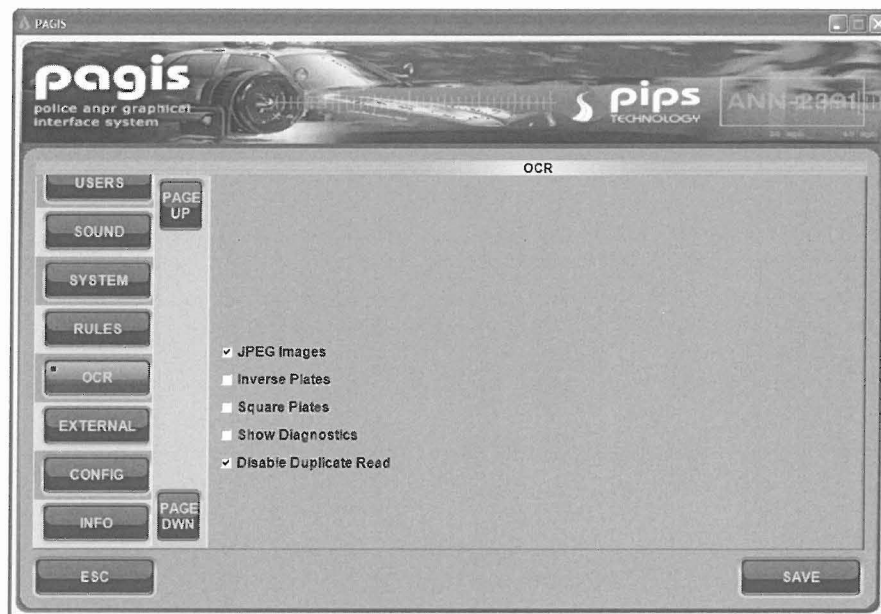 PAGIS
pagis
police anpr graphical
interface system
pips
TECHNOLOGY
OCR
USERS
PAGE
UP
SOUND
SYSTEM
RULES
OCR
EXTERNAL
CONFIG
INFO
PAGE
DWN
JPEG Images
Inverse Plates
Square Plates
Show Diagnostics
Disable Duplicate Read
ESC
SAVE